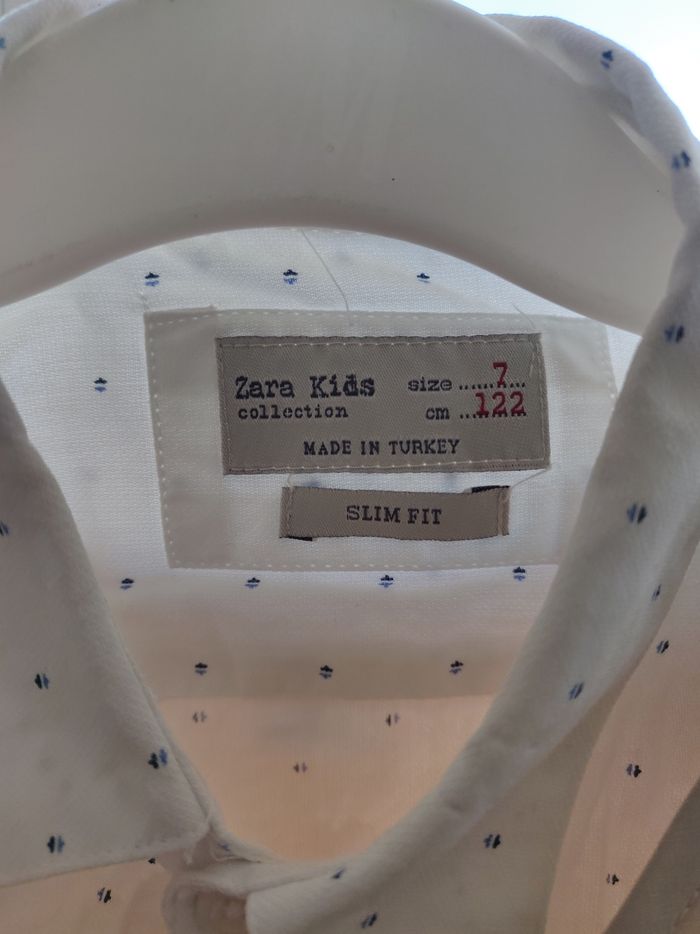 Zara Kids size ......7...
collection cm ...122
MADE IN TURKEY
SLIM FIT